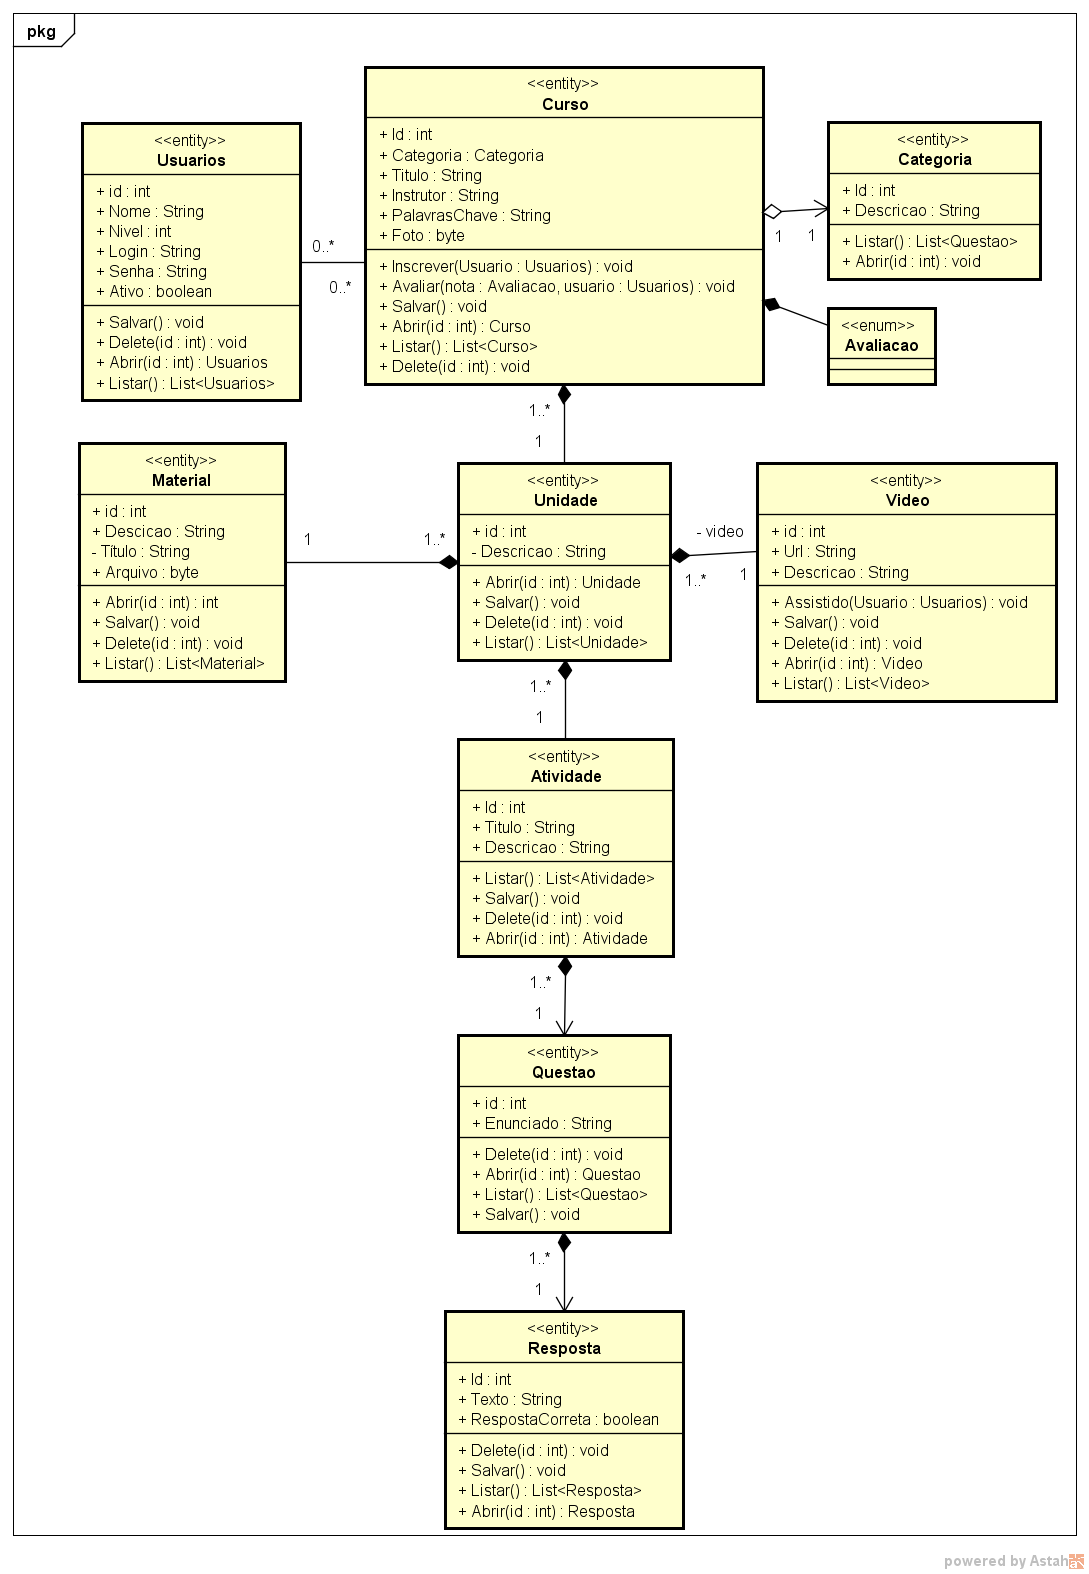 pkg
<<entity>>
Curso
+ Id : int
+ Categoria : Categoria
+ Titulo : String
+ Instrutor : String
+ PalavrasChave : String
+ Foto : byte
+ Inscrever(Usuario : Usuarios) : void
+ Avaliar(nota : Avaliacao, usuario : Usuarios) : void
+ Salvar() : void
+ Abrir(id : int) : Curso
+ Listar() : List<Curso>
+ Delete(id : int) : void
<<entity>>
Usuarios
+ id : int
+ Nome : String
+ Nivel : int
+ Login : String
+ Senha : String
+ Ativo : boolean
+ Salvar() : void
+ Delete(id : int) : void
+ Abrir(id : int) : Usuarios
+ Listar() : List<Usuarios>
0..*
0..*
<<entity>>
Categoria
+ Id : int
+ Descricao : String
+ Listar() : List<Questao>
+ Abrir(id : int) : void
1
1
<<enum>>
Avaliacao
1..*
1
<<entity>>
Material
+ id : int
+ Descicao : String
- Título : String
+ Arquivo : byte
+ Abrir(id : int) : int
+ Salvar() : void
+ Delete(id : int) : void
+ Listar() : List<Material>
1
1..*
<<entity>>
Unidade
+ id : int
- Descricao : String
+ Abrir(id : int) : Unidade
+ Salvar() : void
+ Delete(id : int) : void
+ Listar() : List<Unidade>
- video
1..*
1
<<entity>>
Video
+ id : int
+ Url : String
+ Descricao : String
+ Assistido(Usuario : Usuarios) : void
+ Salvar() : void
+ Delete(id : int) : void
+ Abrir(id : int) : Video
+ Listar() : List<Video>
1..*
1
<<entity>>
Atividade
+ Id : int
+ Titulo : String
+ Descricao : String
+ Listar() : List<Atividade>
+ Salvar() : void
+ Delete(id : int) : void
+ Abrir(id : int) : Atividade
1..*
1
<<entity>>
Questao
+ id : int
+ Enunciado : String
+ Delete(id : int) : void
+ Abrir(id : int) : Questao
+ Listar() : List<Questao>
+ Salvar() : void
1..*
1
<<entity>>
Resposta
+ Id : int
+ Texto : String
+ RespostaCorreta : boolean
+ Delete(id : int) : void
+ Salvar() : void
+ Listar() : List<Resposta>
+ Abrir(id : int) : Resposta
powered by Astah